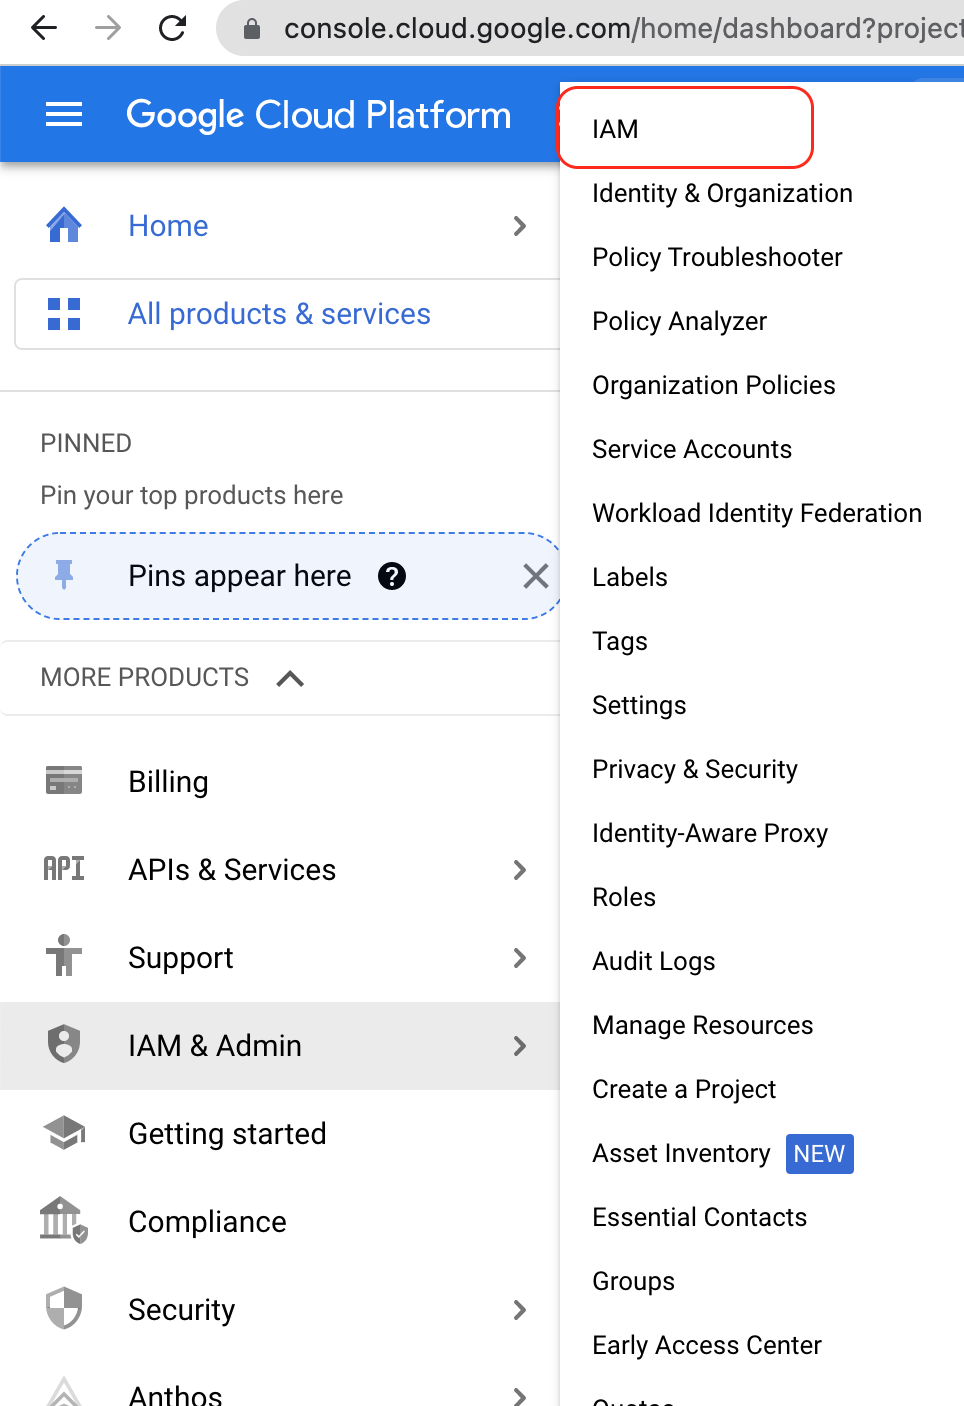 console.cloud.google.com/home/dashboard?project
Google Cloud Platform
Home
All products & services
PINNED
Pin your top products here
Pins appear here ?
MORE PRODUCTS
Billing
API APIs & Services
Support
IAM & Admin
Getting started
Compliance
Security
Anthos
IAM
Identity & Organization
Policy Troubleshooter
Policy Analyzer
Organization Policies
Service Accounts
Workload Identity Federation
Labels
Tags
Settings
Privacy & Security
Identity-Aware Proxy
Roles
Audit Logs
Manage Resources
Create a Project
Asset Inventory NEW
Essential Contacts
Groups
Early Access Center
Quotas